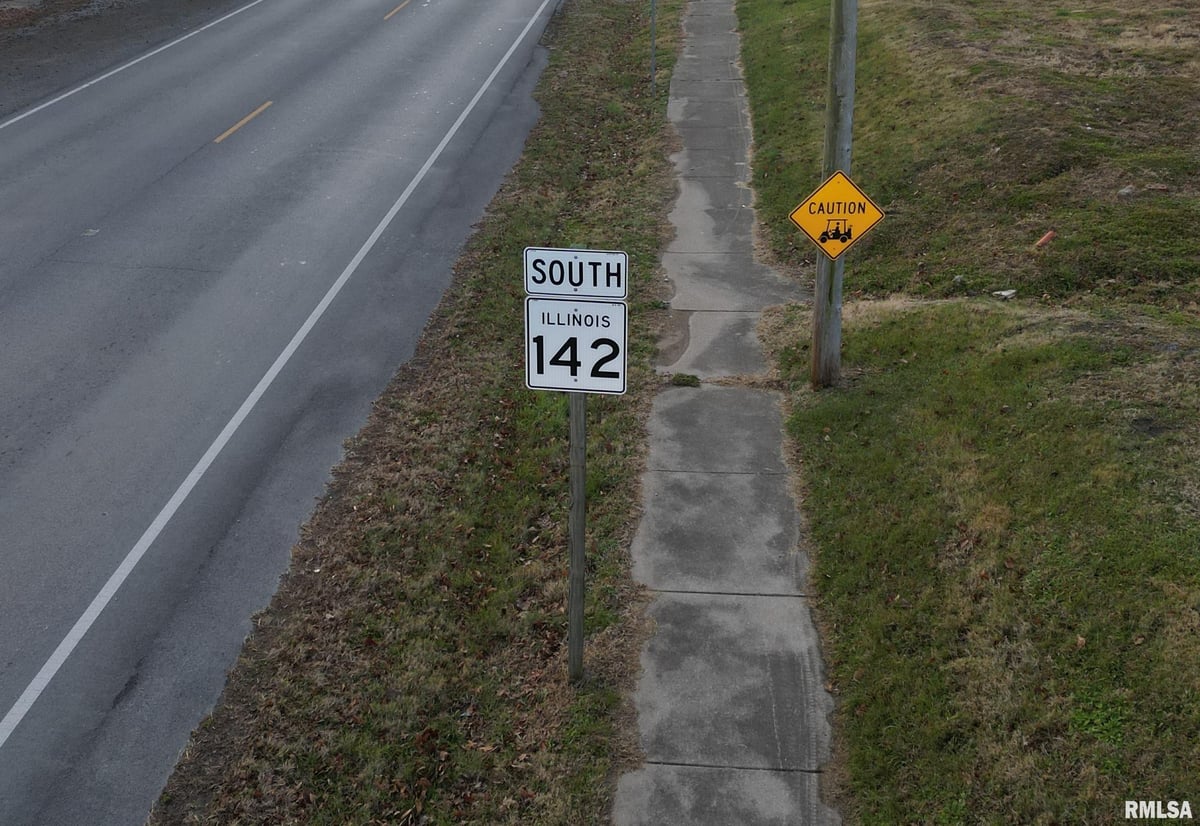 SOUTH
ILLINOIS
142
CAUTION
RMLSA